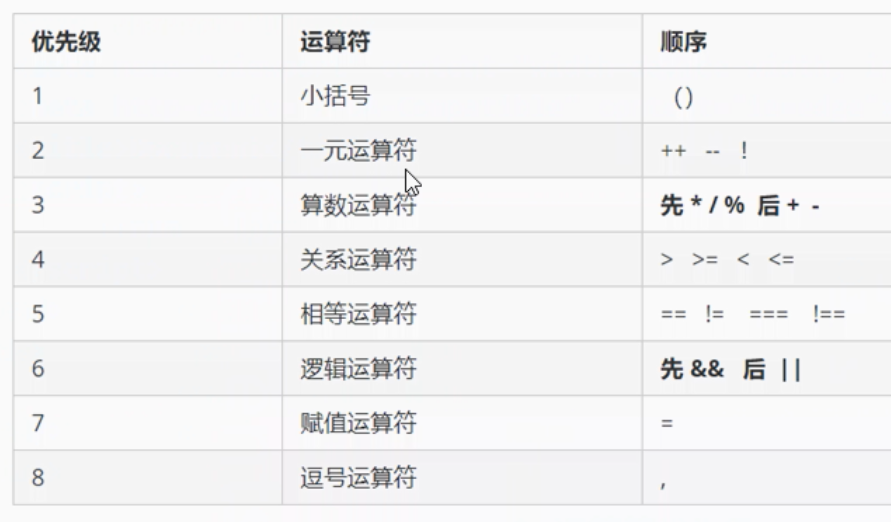 优先级 运算符 顺序
1 小括号 ()
2 一元运算符 ++ -- !
3 算数运算符 先 * / % 后 + -
4 关系运算符 > >= < <=
5 相等运算符 == != === !==
6 逻辑运算符 先 && 后 ||
7 赋值运算符 =
8 逗号运算符 ,